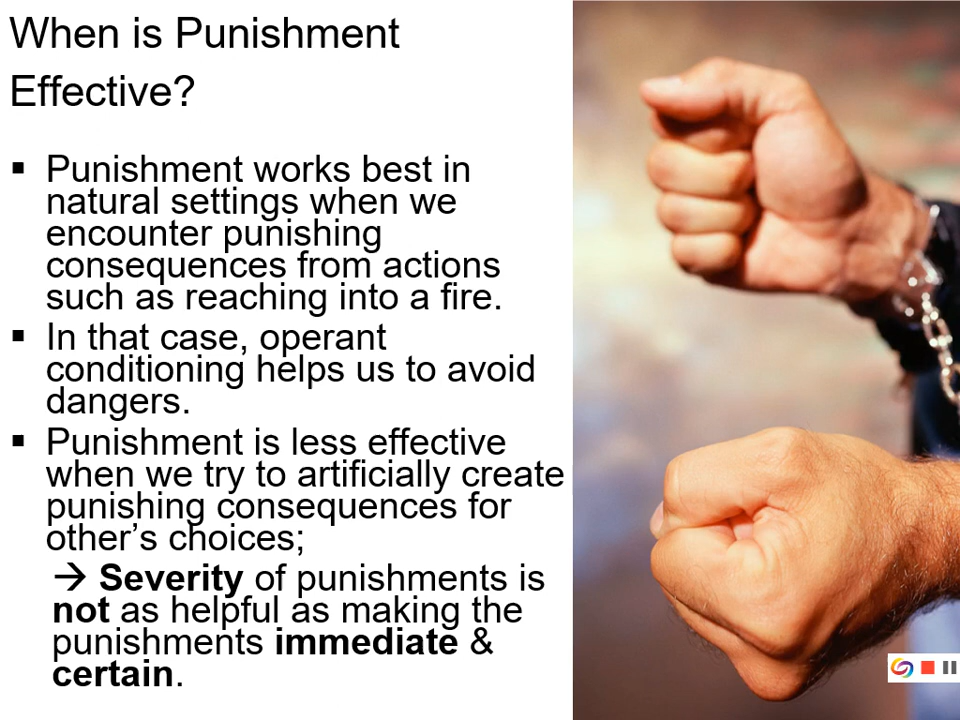 When is Punishment
Effective?
▪ Punishment works best in
natural settings when we
encounter punishing
consequences from actions
such as reaching into a fire.
▪ In that case, operant
conditioning helps us to avoid
dangers.
▪ Punishment is less effective
when we try to artificially create
punishing consequences for
other’s choices;
→ Severity of punishments is
not as helpful as making the
punishments immediate &
certain.